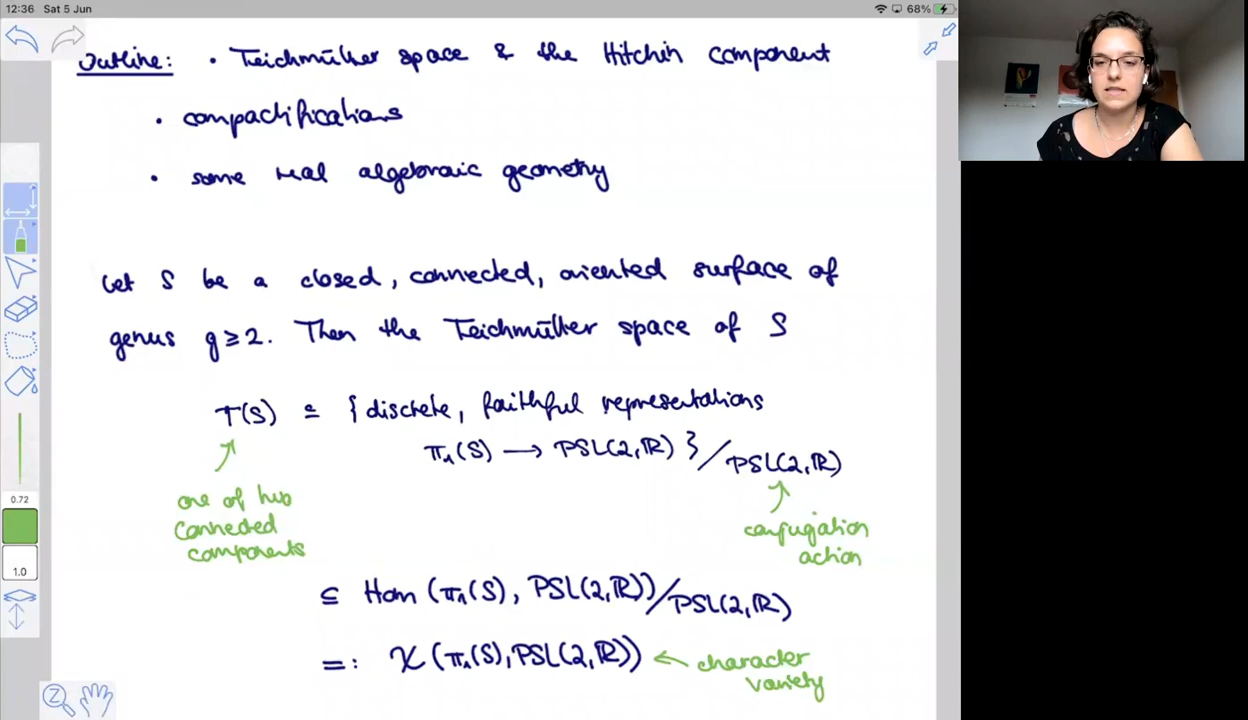 12:36 Sat 5 Jun
68%
Outline: • Teichmüller space & the Hitchin component
• compactifications
• some real algebraic geometry
Let S be a closed, connected, oriented surface of
genus g ≥ 2. Then the Teichmüller space of S
T(S) ⊆ {discrete, faithful representations
π₁(S) → PSL(2,ℝ)}/PSL(2,ℝ)
one of two
connected
components
conjugation
action
⊆ Hom (π₁(S), PSL(2,ℝ))/PSL(2,ℝ)
=: χ (π₁(S), PSL(2,ℝ)) ← character
variety
0.72
1.0
Z